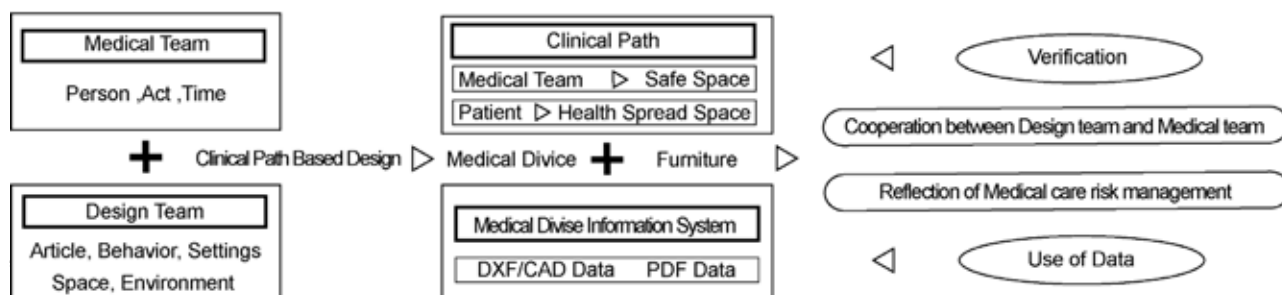 Medical Team
Person ,Act ,Time
Design Team
Article, Behavior, Settings
Space, Environment
Clinical Path Based Design
Clinical Path
Medical Team Safe Space
Patient Health Spread Space
Medical Divice Furniture
Medical Divise Information System
DXF/CAD Data PDF Data
Verification
Cooperation between Design team and Medical team
Reflection of Medical care risk management
Use of Data